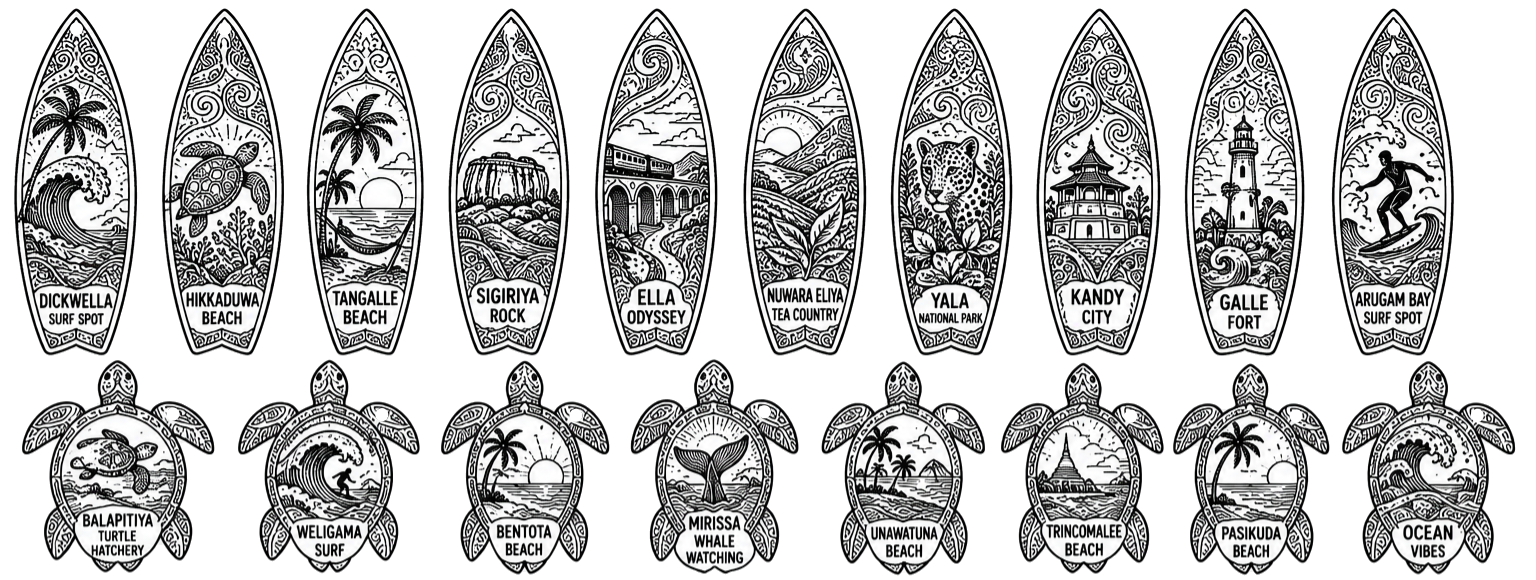 DICKWELLA
SURF SPOT
HIKKADUWA
BEACH
TANGALLE
BEACH
SIGIRIYA
ROCK
ELLA
ODYSSEY
NUWARA ELIYA
TEA COUNTRY
YALA
NATIONAL PARK
KANDY
CITY
GALLE
FORT
ARUGAM BAY
SURF SPOT
BALAPITIYA
TURTLE
HATCHERY
WELIGAMA
SURF
BENTOTA
BEACH
MIRISSA
WHALE
WATCHING
UNAWATUNA
BEACH
TRINCOMALEE
BEACH
PASIKUDA
BEACH
OCEAN
VIBES